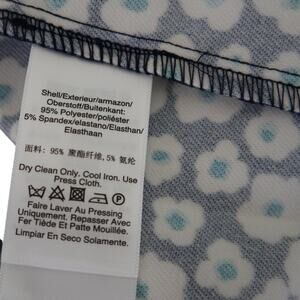 Shell/Exterieur/armazon/
Oberstoff/Buitenkant:
95% Polyester/poliéster
5% Spandex/elastano/Elasthan/
Elasthaan
面料：95% 聚酯纤维,5% 氨纶
Dry Clean Only. Cool Iron. Use
Press Cloth.
Faire Laver Au Pressing
Uniquement. Repasser Avec Fer
Tiède Et Patte Mouillée.
Limpiar En Seco Solamente.